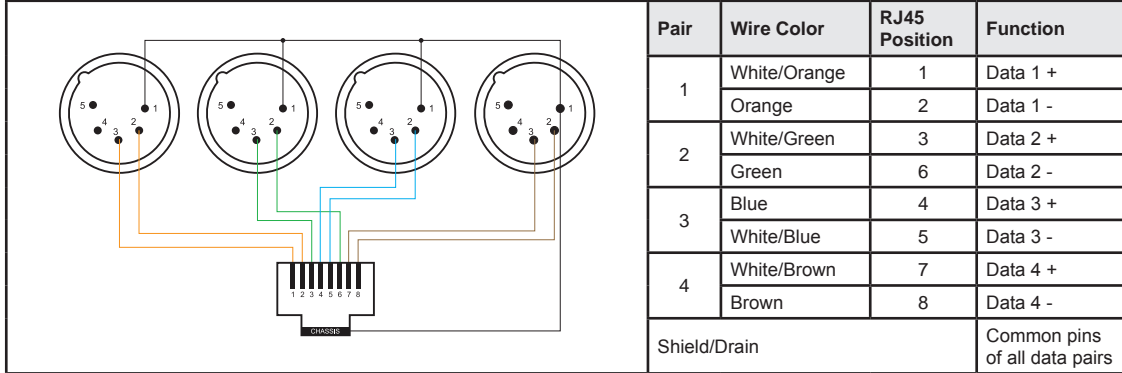 5 1 5 1 5 1 5 1
4 3 2 4 3 2 4 3 2 4 3 2
1 2 3 4 5 6 7 8
CHASSIS
Pair Wire Color RJ45 Position Function
1 White/Orange 1 Data 1 +
Orange 2 Data 1 -
2 White/Green 3 Data 2 +
Green 6 Data 2 -
3 Blue 4 Data 3 +
White/Blue 5 Data 3 -
4 White/Brown 7 Data 4 +
Brown 8 Data 4 -
Shield/Drain Common pins
of all data pairs